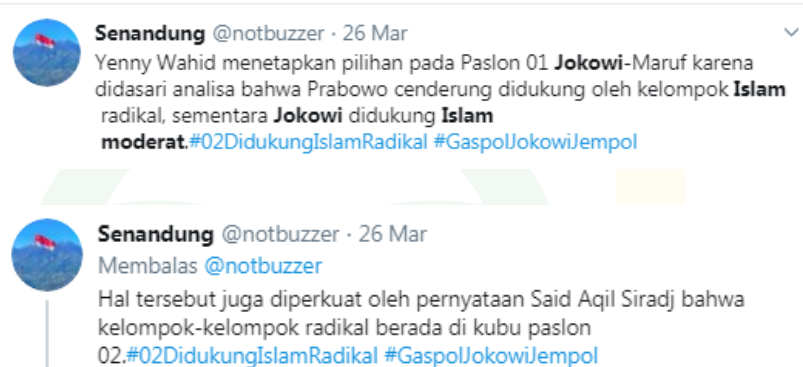 Senandung @notbuzzer · 26 Mar
Yenny Wahid menetapkan pilihan pada Paslon 01 Jokowi-Maruf karena
didasari analisa bahwa Prabowo cenderung didukung oleh kelompok Islam
radikal, sementara Jokowi didukung Islam
moderat.#02DidukungIslamRadikal #GaspolJokowiJempol
Senandung @notbuzzer · 26 Mar
Membalas @notbuzzer
Hal tersebut juga diperkuat oleh pernyataan Said Aqil Siradj bahwa
kelompok-kelompok radikal berada di kubu paslon
02.#02DidukungIslamRadikal #GaspolJokowiJempol